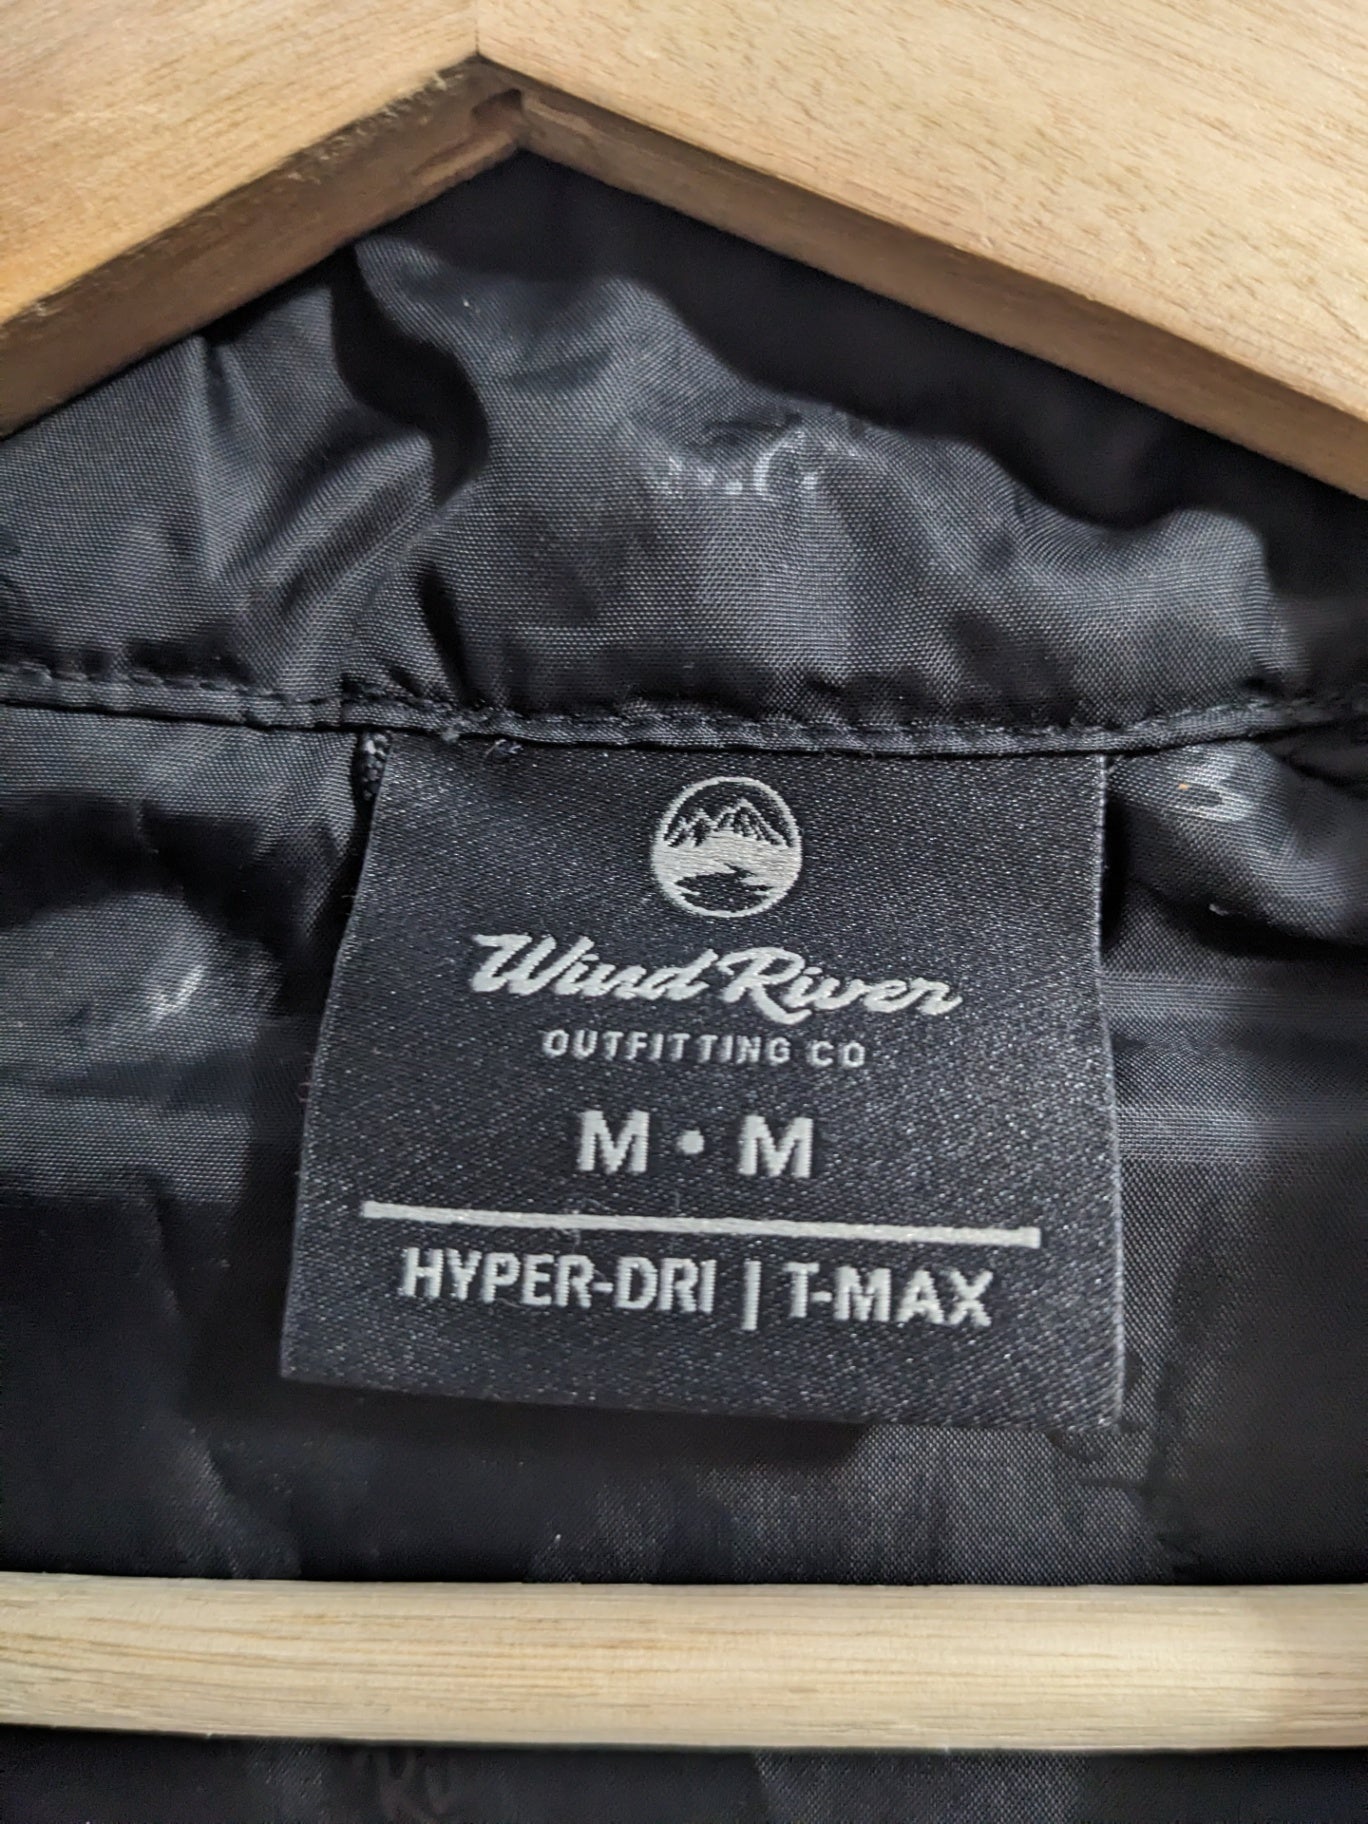 Wind River
OUTFITTING CO
M • M
HYPER-DRI | T-MAX